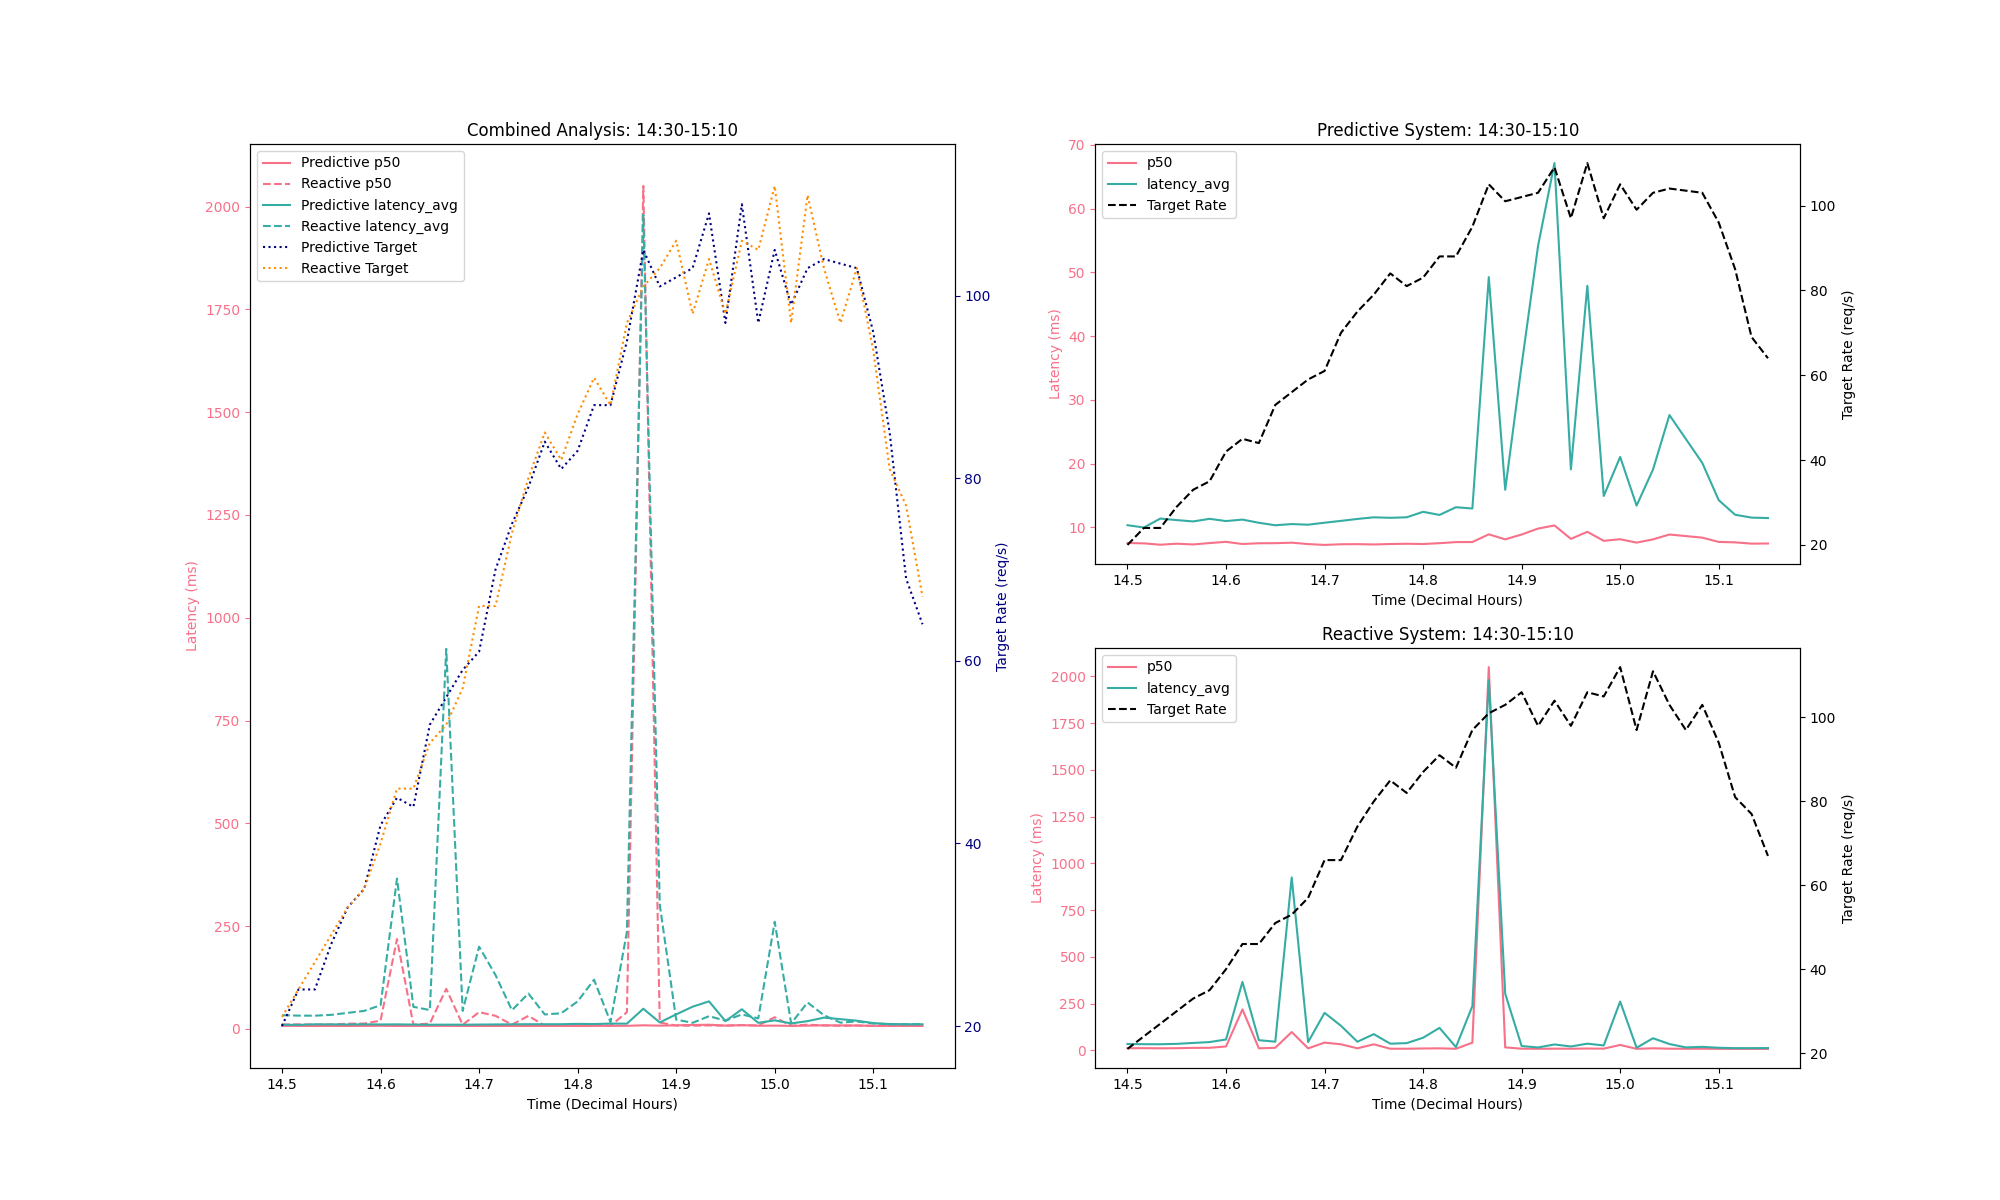 Combined Analysis: 14:30-15:10
Predictive p50
Reactive p50
Predictive latency_avg
Reactive latency_avg
Predictive Target
Reactive Target
2000
1750
1500
1250
1000
750
500
250
0
Latency (ms)
100
80
60
40
20
Target Rate (req/s)
14.5 14.6 14.7 14.8 14.9 15.0 15.1
Time (Decimal Hours)
Predictive System: 14:30-15:10
p50
latency_avg
Target Rate
70
60
50
40
30
20
10
Latency (ms)
100
80
60
40
20
Target Rate (req/s)
14.5 14.6 14.7 14.8 14.9 15.0 15.1
Time (Decimal Hours)
Reactive System: 14:30-15:10
p50
latency_avg
Target Rate
2000
1750
1500
1250
1000
750
500
250
0
Latency (ms)
100
80
60
40
20
Target Rate (req/s)
14.5 14.6 14.7 14.8 14.9 15.0 15.1
Time (Decimal Hours)